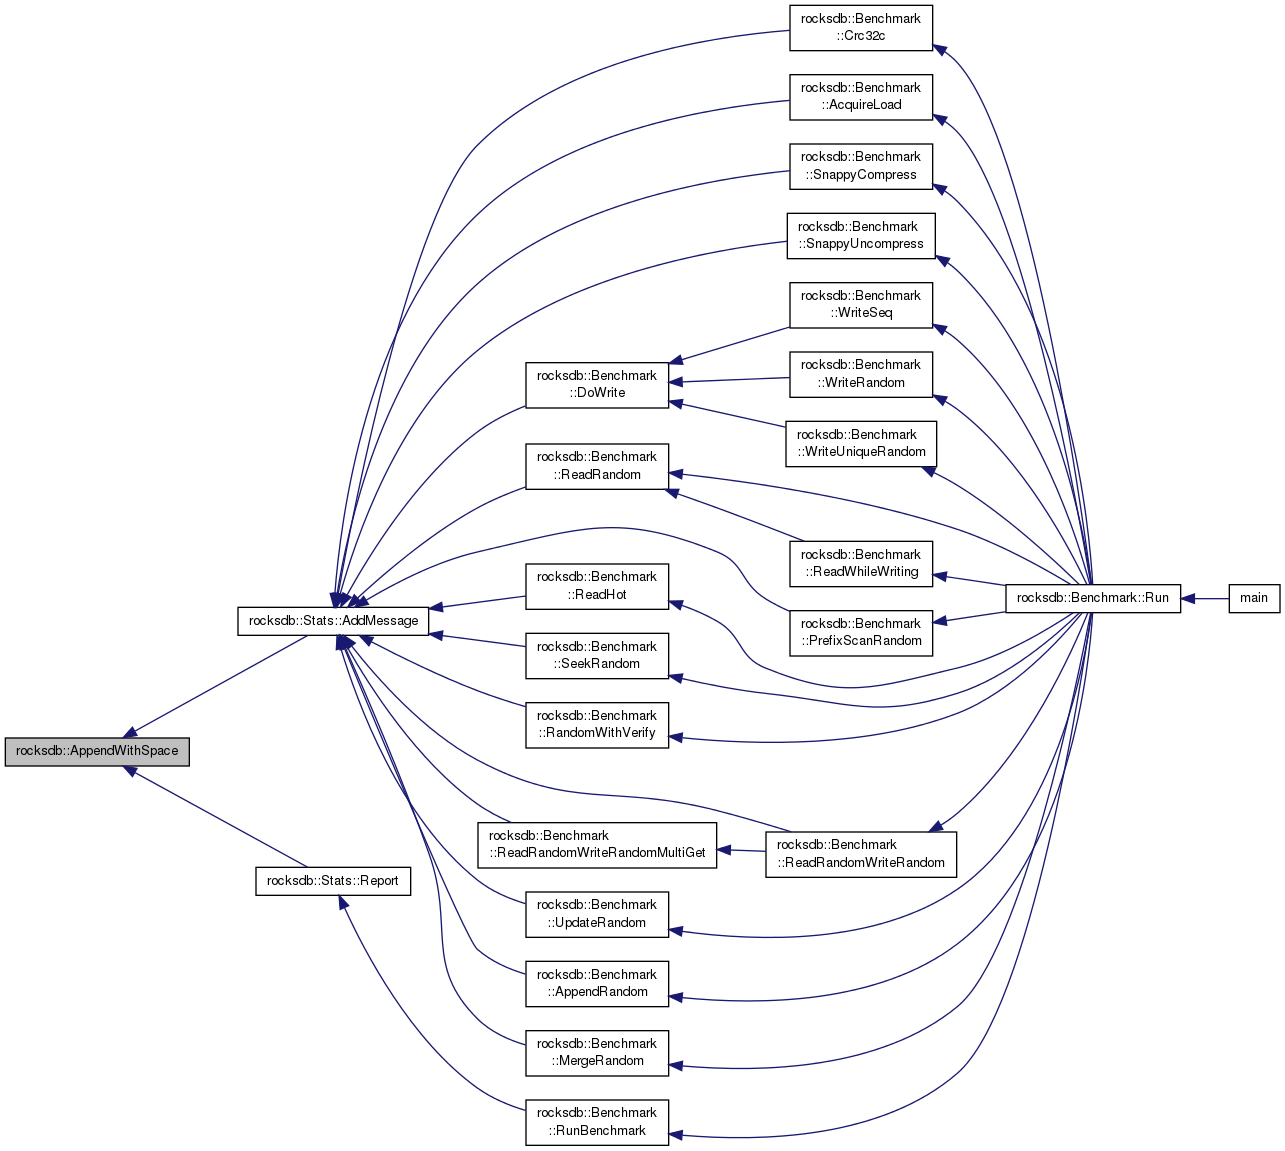 rocksdb::Benchmark
::Crc32c
rocksdb::Benchmark
::AcquireLoad
rocksdb::Benchmark
::SnappyCompress
rocksdb::Benchmark
::SnappyUncompress
rocksdb::Benchmark
::WriteSeq
rocksdb::Benchmark
::WriteRandom
rocksdb::Benchmark
::DoWrite
rocksdb::Benchmark
::WriteUniqueRandom
rocksdb::Benchmark
::ReadRandom
rocksdb::Benchmark
::ReadWhileWriting
rocksdb::Benchmark
::ReadHot
rocksdb::Benchmark::Run
main
rocksdb::Stats::AddMessage
rocksdb::Benchmark
::PrefixScanRandom
rocksdb::Benchmark
::SeekRandom
rocksdb::Benchmark
::RandomWithVerify
rocksdb::AppendWithSpace
rocksdb::Benchmark
::ReadRandomWriteRandomMultiGet
rocksdb::Benchmark
::ReadRandomWriteRandom
rocksdb::Stats::Report
rocksdb::Benchmark
::UpdateRandom
rocksdb::Benchmark
::AppendRandom
rocksdb::Benchmark
::MergeRandom
rocksdb::Benchmark
::RunBenchmark